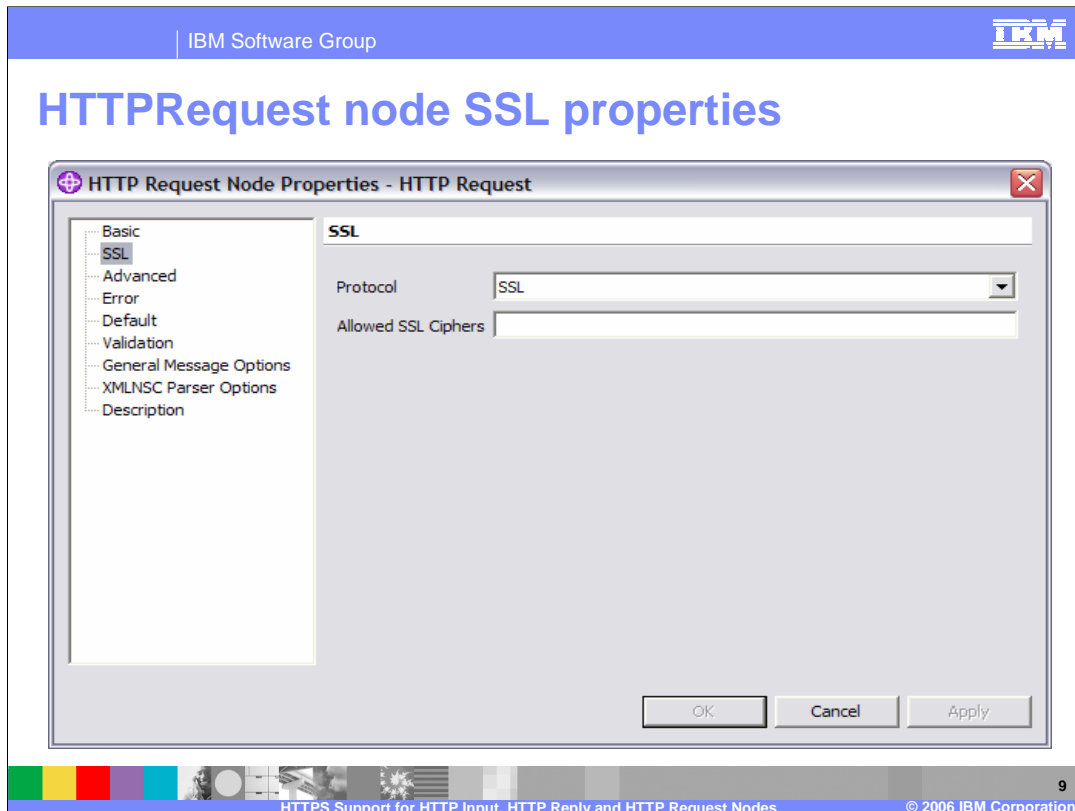 IBM Software Group
IBM
HTTPRequest node SSL properties
HTTP Request Node Properties - HTTP Request
Basic
SSL
Advanced
Error
Default
Validation
General Message Options
XMLNSC Parser Options
Description
SSL
Protocol SSL
Allowed SSL Ciphers
OK Cancel Apply
9
HTTPS Support for HTTP Input, HTTP Reply and HTTP Request Nodes © 2006 IBM Corporation